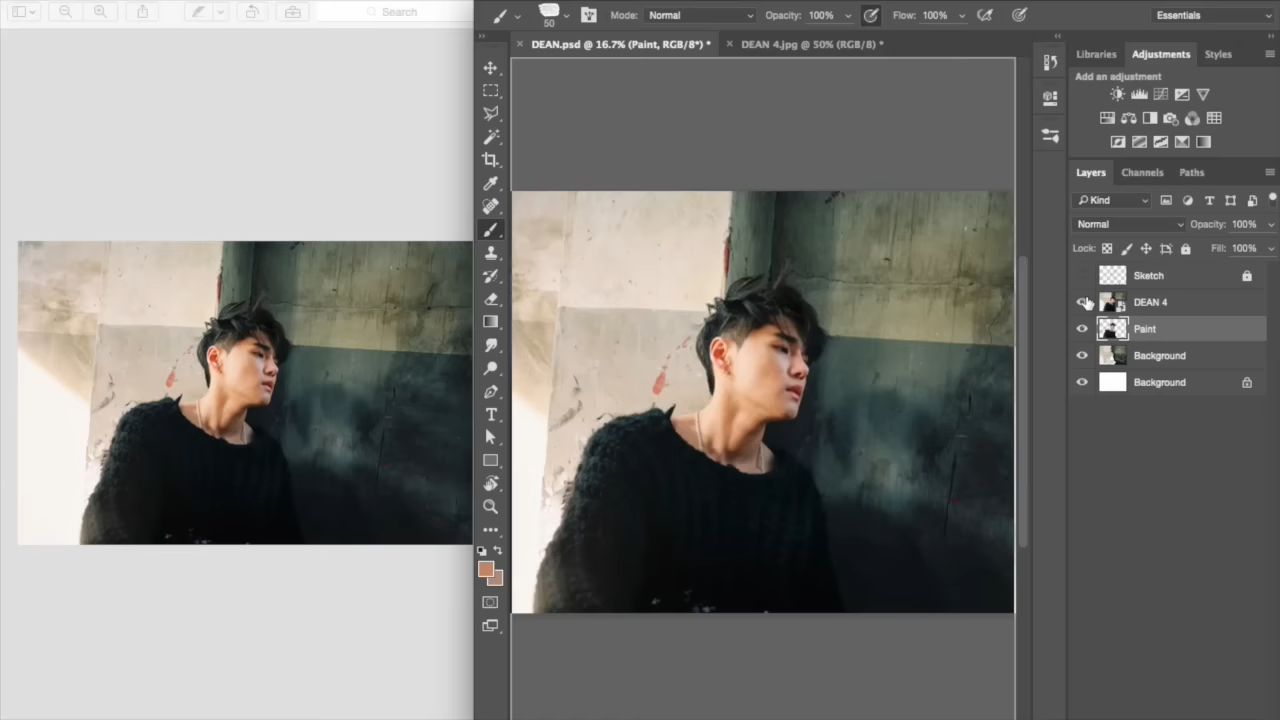 Search
50
Mode: Normal
Opacity: 100%
Flow: 100%
Essentials
DEAN.psd @ 16.7% (Paint, RGB/8*) *
DEAN 4.jpg @ 50% (RGB/8) *
Libraries
Adjustments
Styles
Add an adjustment
Layers
Channels
Paths
Kind
Normal
Opacity: 100%
Lock:
Fill: 100%
Sketch
DEAN 4
Paint
Background
Background